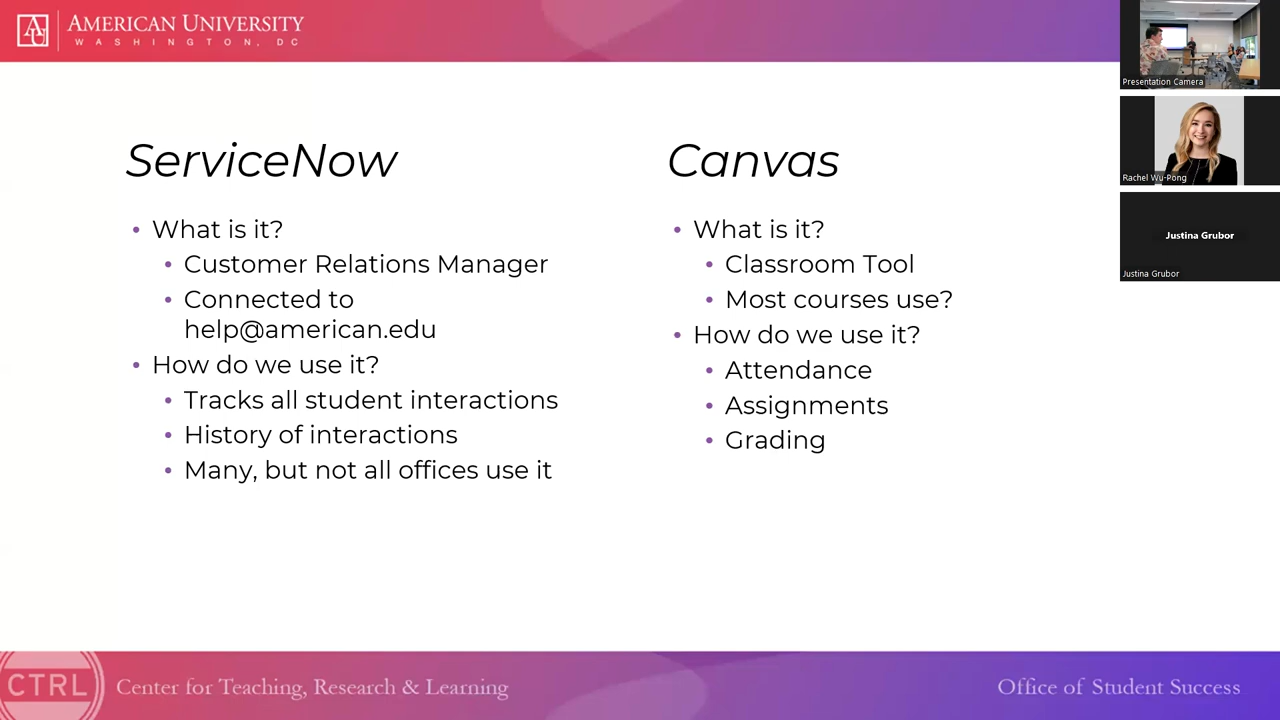 AMERICAN UNIVERSITY
WASHINGTON, DC
ServiceNow
• What is it?
• Customer Relations Manager
• Connected to
help@american.edu
• How do we use it?
• Tracks all student interactions
• History of interactions
• Many, but not all offices use it
Canvas
• What is it?
• Classroom Tool
• Most courses use?
• How do we use it?
• Attendance
• Assignments
• Grading
Presentation Camera
Rachel Wu-Pong
Justina Grubor
Justina Grubor
CTRL
Center for Teaching, Research & Learning
Office of Student Success